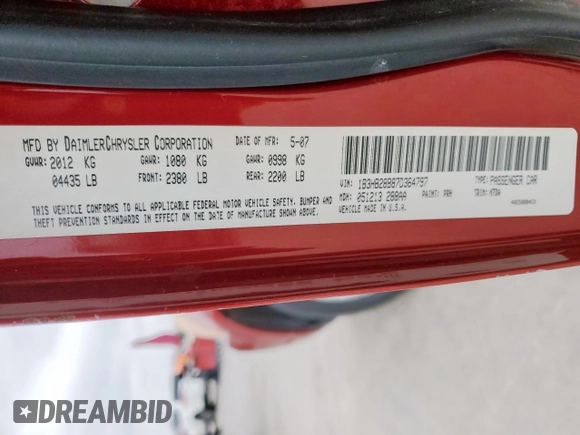 MFD BY DAIMLERCHRYSLER CORPORATION DATE OF MFR: 5-07
GVWR: 2012 KG GAWR: 1080 KG GAWR: 0998 KG
04435 LB FRONT: 2380 LB REAR: 2200 LB
THIS VEHICLE CONFORMS TO ALL APPLICABLE FEDERAL MOTOR VEHICLE SAFETY, BUMPER AND
THEFT PREVENTION STANDARDS IN EFFECT ON THE DATE OF MANUFACTURE SHOWN ABOVE.
VIN: 1B3HB28B87D364797 TYPE: PASSENGER CAR
MDH: 051213 288AA PAINT: PRH TRIM: A7DA
MADE IN U.S.A.
DREAMBID